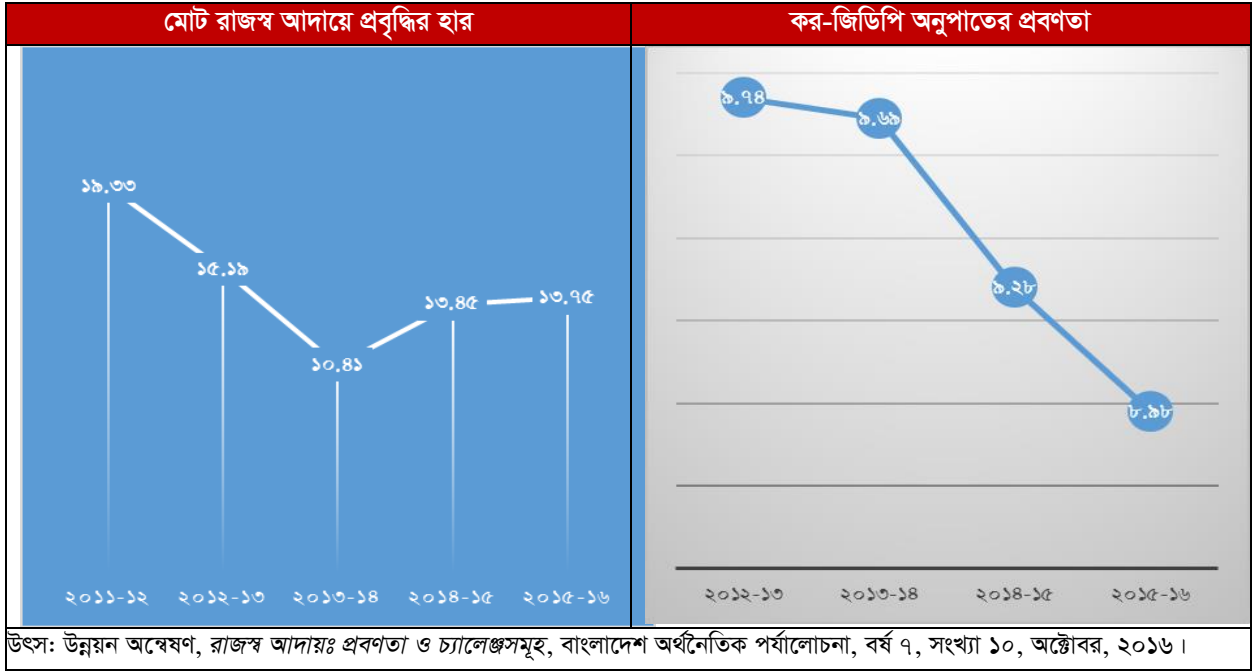 মোট রাজস্ব আদায়ে প্রবৃদ্ধির হার
কর-জিডিপি অনুপাতের প্রবণতা
১৯.৩৩
১৫.১৯
১০.৪১
১৩.৪৫
১৩.৭৫
২০১১-১২ ২০১২-১৩ ২০১৩-১৪ ২০১৪-১৫ ২০১৫-১৬
৯.৭৪
৯.৬৯
৯.২৮
৮.৯৮
২০১২-১৩ ২০১৩-১৪ ২০১৪-১৫ ২০১৫-১৬
উৎস: উন্নয়ন অন্বেষণ, রাজস্ব আদায়ঃ প্রবণতা ও চ্যালেঞ্জসমূহ, বাংলাদেশ অর্থনৈতিক পর্যালোচনা, বর্ষ ৭, সংখ্যা ১০, অক্টোবর, ২০১৬।